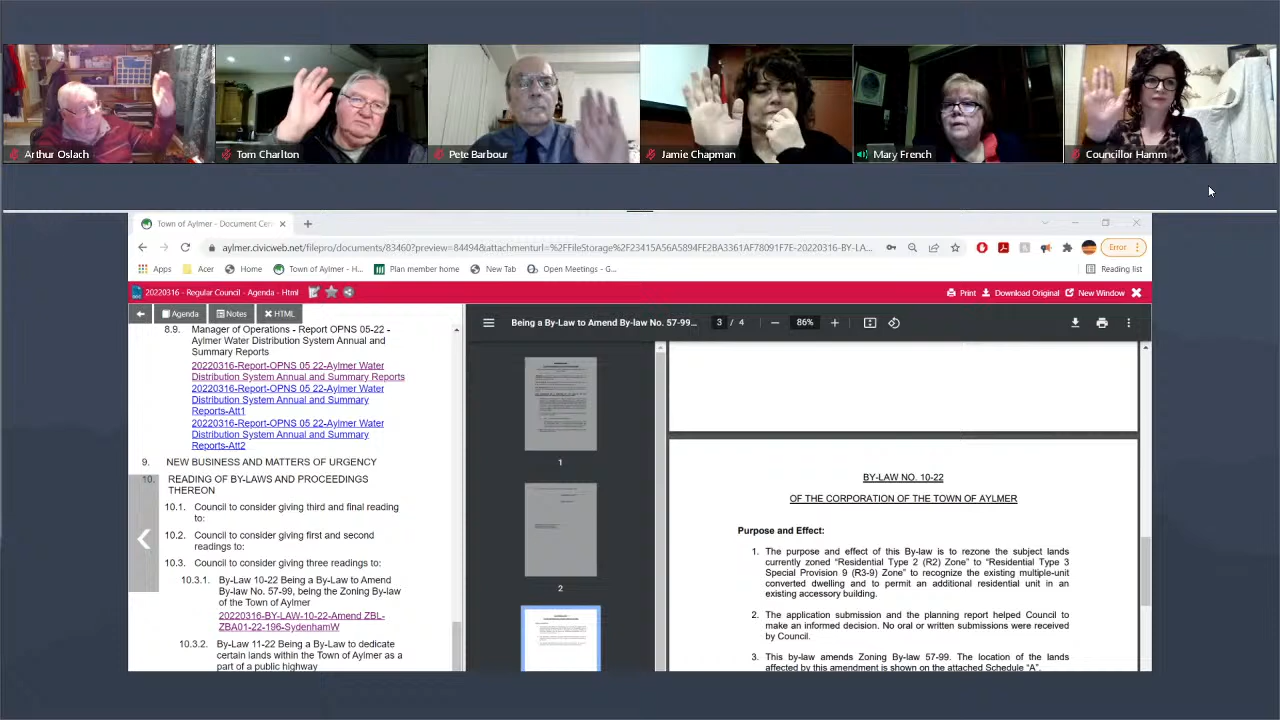 Arthur Oslach
Tom Charlton
Pete Barbour
Jamie Chapman
Mary French
Councillor Hamm
Town of Aylmer - Document Cen
aylmer.civicweb.net/filepro/documents/83460?preview=84494&attachmenturl=%2FFileStorage%2F23415A56A5894FE2BA3361AF78091F7E-20220316-BY-LA...
Error
Apps
Acer
Home
Town of Aylmer - H...
Plan member home
New Tab
Open Meetings - G...
Reading list
20220316 - Regular Council - Agenda - Html
Print
Download Original
New Window
Agenda
Notes
HTML
Being a By-Law to Amend By-law No. 57-99...
3 / 4
86%
8.9. Manager of Operations - Report OPNS 05-22 -
Aylmer Water Distribution System Annual and
Summary Reports
20220316-Report-OPNS 05 22-Aylmer Water
Distribution System Annual and Summary Reports
20220316-Report-OPNS 05 22-Aylmer Water
Distribution System Annual and Summary
Reports-Att1
20220316-Report-OPNS 05 22-Aylmer Water
Distribution System Annual and Summary
Reports-Att2
9. NEW BUSINESS AND MATTERS OF URGENCY
10. READING OF BY-LAWS AND PROCEEDINGS
THEREON
10.1. Council to consider giving third and final reading
to:
10.2. Council to consider giving first and second
readings to:
10.3. Council to consider giving three readings to:
10.3.1. By-Law 10-22 Being a By-Law to Amend
By-law No. 57-99, being the Zoning By-law
of the Town of Aylmer
20220316-BY-LAW-10-22-Amend ZBL-
ZBA01-22-196-SydenhamW
10.3.2. By-Law 11-22 Being a By-Law to dedicate
certain lands within the Town of Aylmer as a
part of a public highway
1
2
BY-LAW NO. 10-22
OF THE CORPORATION OF THE TOWN OF AYLMER
Purpose and Effect:
1. The purpose and effect of this By-law is to rezone the subject lands
currently zoned “Residential Type 2 (R2) Zone” to “Residential Type 3
Special Provision 9 (R3-9) Zone” to recognize the existing multiple-unit
converted dwelling and to permit an additional residential unit in an
existing accessory building.
2. The application submission and the planning report helped Council to
make an informed decision. No oral or written submissions were received
by Council.
3. This by-law amends Zoning By-law 57-99. The location of the lands
affected by this amendment is shown on the attached Schedule “A”.